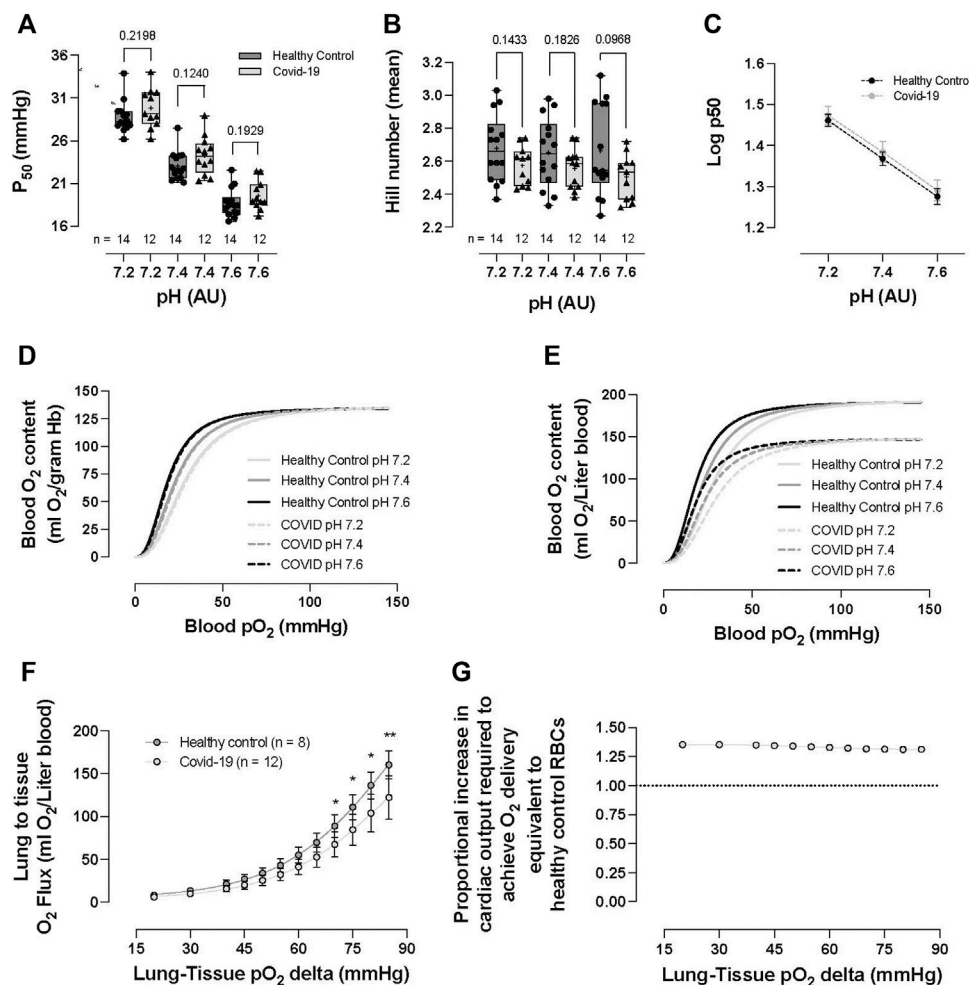 A
P50 (mmHg)
36
31
26
21
16
0.2198
0.1240
0.1929
Healthy Control
Covid-19
n = 14 12 14 12 14 12
7.2 7.2 7.4 7.4 7.6 7.6
pH (AU)
B
Hill number (mean)
3.2
3.0
2.8
2.6
2.4
2.2
0.1433
0.1826
0.0968
n = 14 12 14 12 14 12
7.2 7.2 7.4 7.4 7.6 7.6
pH (AU)
C
Log p50
1.6
1.5
1.4
1.3
1.2
Healthy Contro
Covid-19
7.2 7.4 7.6
pH (AU)
D
Blood O2 content
(ml O2/gram Hb)
150
125
100
75
50
25
0
Healthy Control pH 7.2
Healthy Control pH 7.4
Healthy Control pH 7.6
COVID pH 7.2
COVID pH 7.4
COVID pH 7.6
0 50 100 150
Blood pO2 (mmHg)
E
Blood O2 content
(ml O2/Liter blood)
200
150
100
50
0
Healthy Control pH 7.2
Healthy Control pH 7.4
Healthy Control pH 7.6
COVID pH 7.2
COVID pH 7.4
COVID pH 7.6
0 50 100 150
Blood pO2 (mmHg)
F
Lung to tissue
O2 Flux (ml O2/Liter blood)
200
150
100
50
0
Healthy control (n = 8)
Covid-19 (n = 12)
* * * **
15 30 45 60 75 90
Lung-Tissue pO2 delta (mmHg)
G
Proportional increase in
cardiac output required to
achieve O2 delivery
equivalent to
healthy control RBCs
1.50
1.25
1.00
0.75
0.50
0.25
0.00
15 30 45 60 75 90
Lung-Tissue pO2 delta (mmHg)